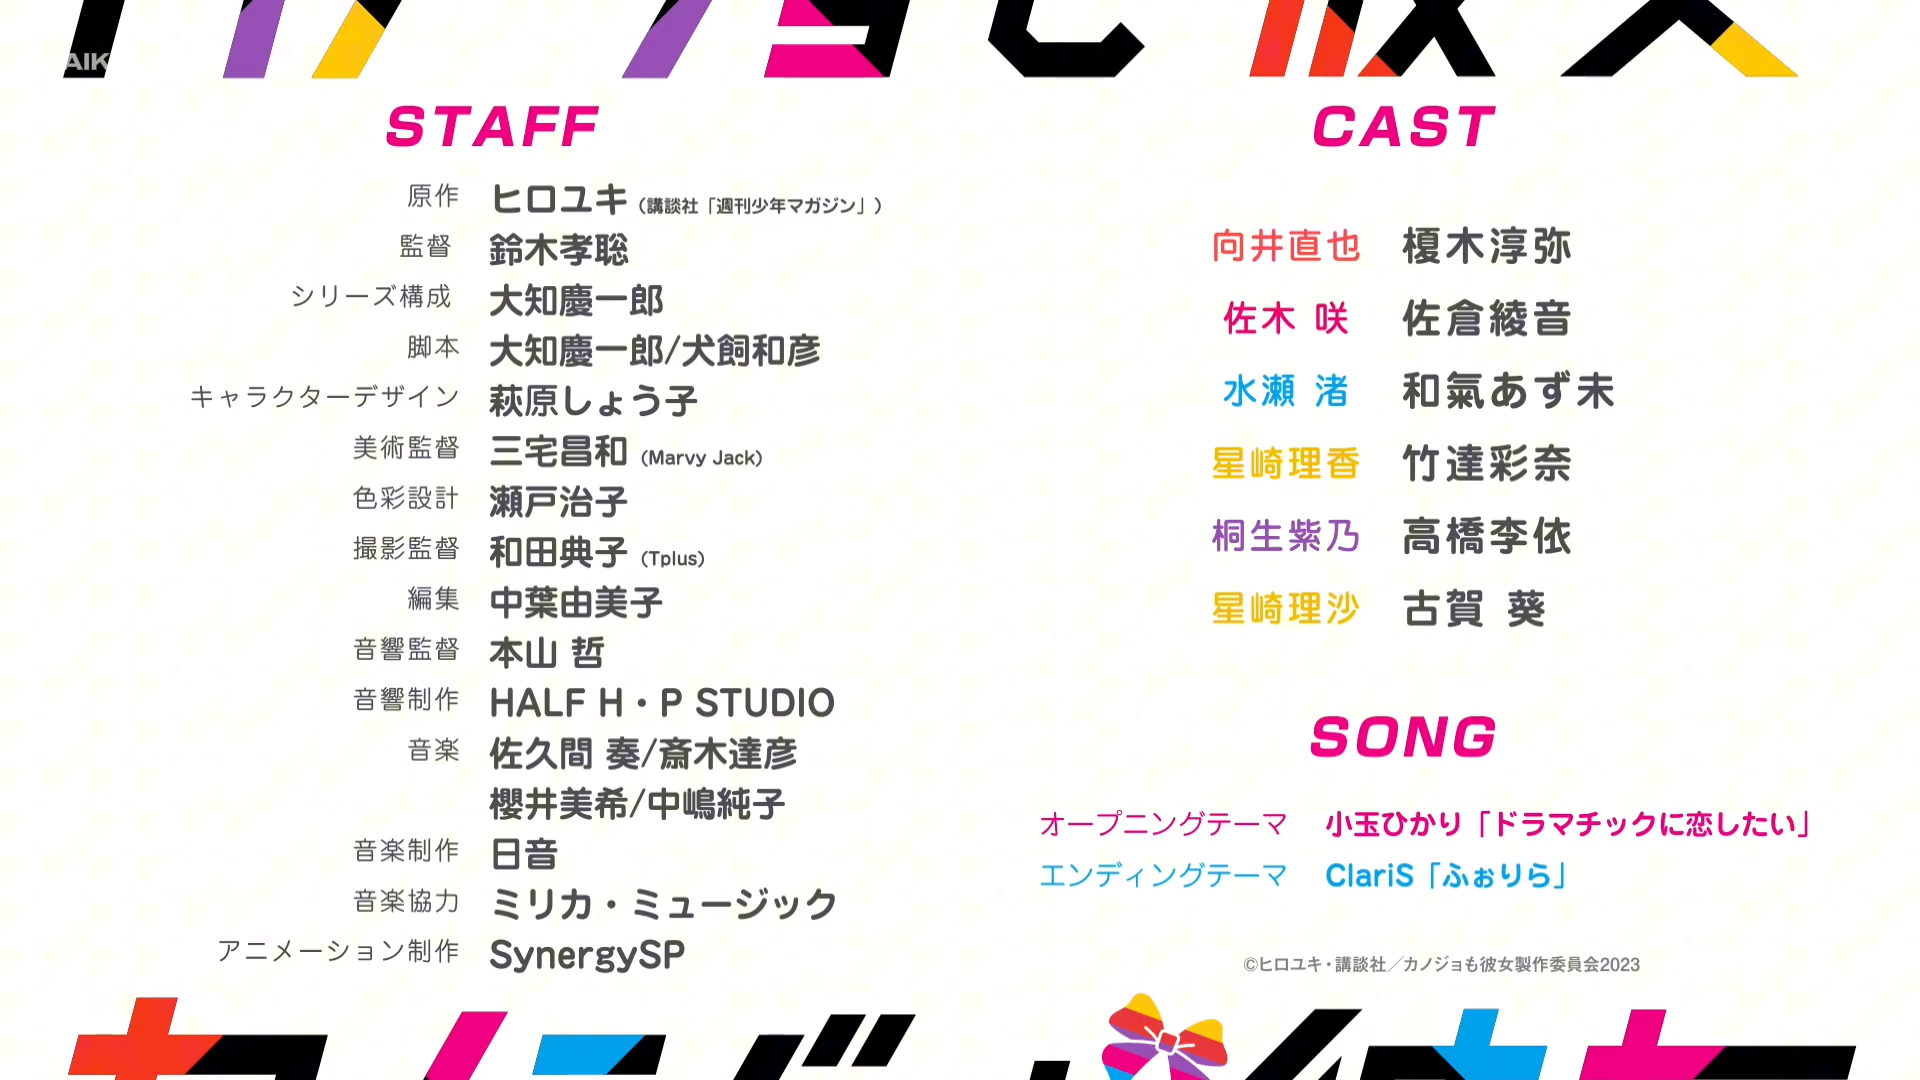 AIK
STAFF
原作 ヒロユキ（講談社「週刊少年マガジン」）
監督 鈴木孝聡
シリーズ構成 大知慶一郎
脚本 大知慶一郎/犬飼和彦
キャラクターデザイン 萩原しょう子
美術監督 三宅昌和 (Marvy Jack)
色彩設計 瀬戸治子
撮影監督 和田典子 (Tplus)
編集 中葉由美子
音響監督 本山 哲
音響制作 HALF H・P STUDIO
音楽 佐久間 奏/斎木達彦
櫻井美希/中嶋純子
音楽制作 日音
音楽協力 ミリカ・ミュージック
アニメーション制作 SynergySP
CAST
向井直也 榎木淳弥
佐木 咲 佐倉綾音
水瀬 渚 和氣あず未
星崎理香 竹達彩奈
桐生紫乃 高橋李依
星崎理沙 古賀 葵
SONG
オープニングテーマ 小玉ひかり「ドラマチックに恋したい」
エンディングテーマ ClariS「ふぉりら」
©ヒロユキ・講談社／カノジョも彼女製作委員会2023